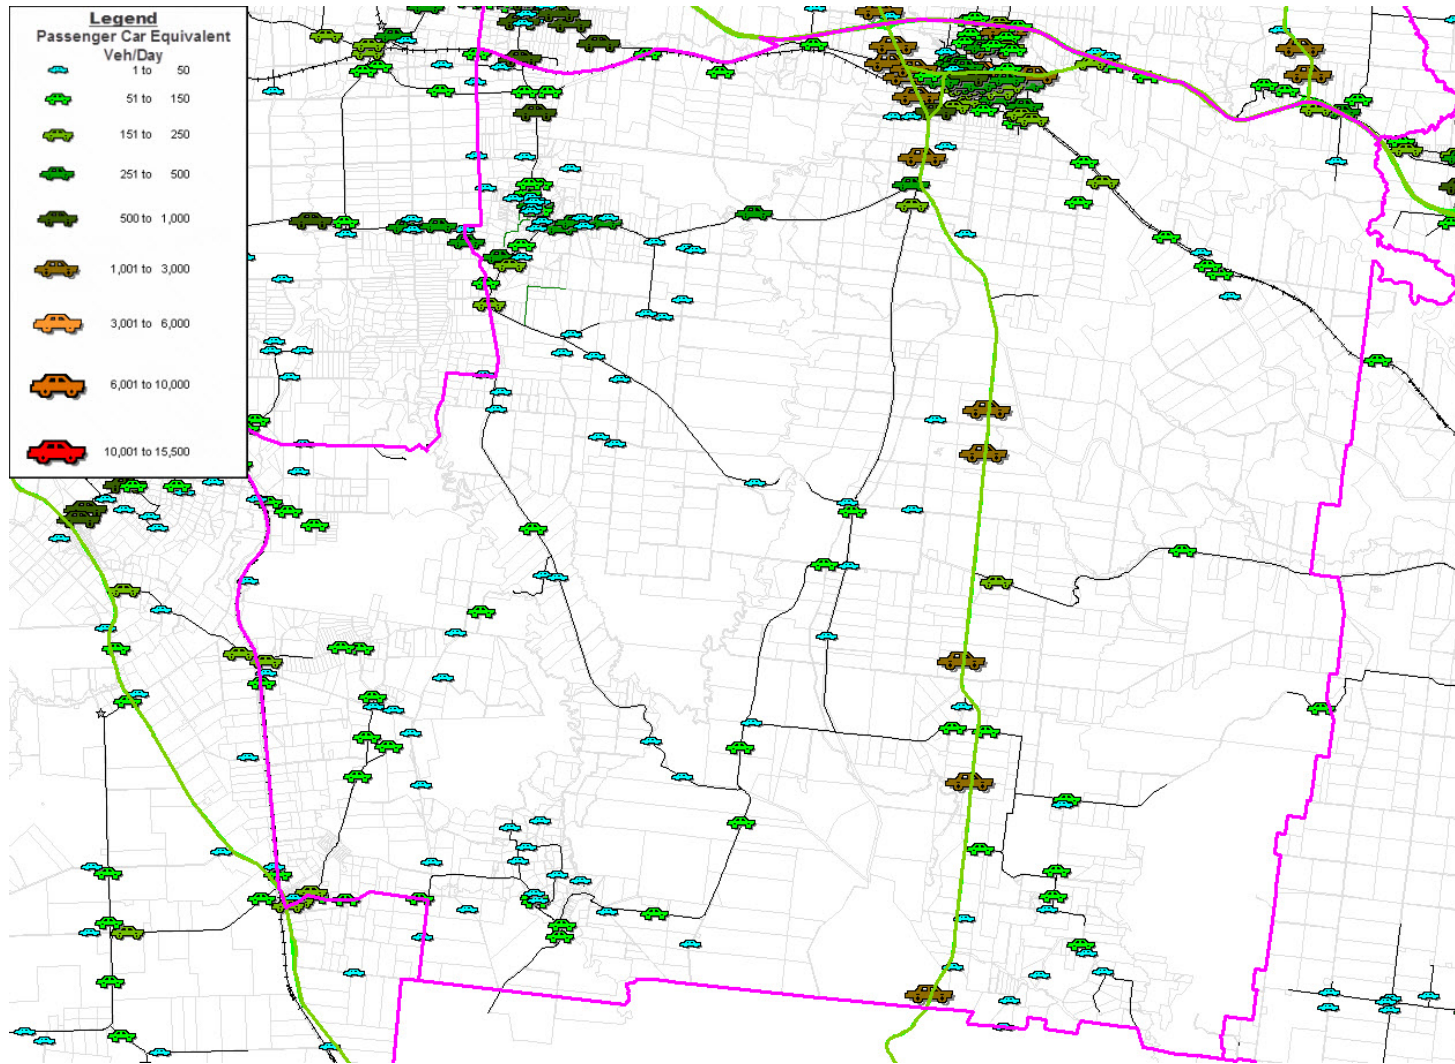 Legend
Passenger Car Equivalent
Veh/Day
1 to 50
51 to 150
151 to 250
251 to 500
500 to 1,000
1,001 to 3,000
3,001 to 6,000
6,001 to 10,000
10,001 to 15,500